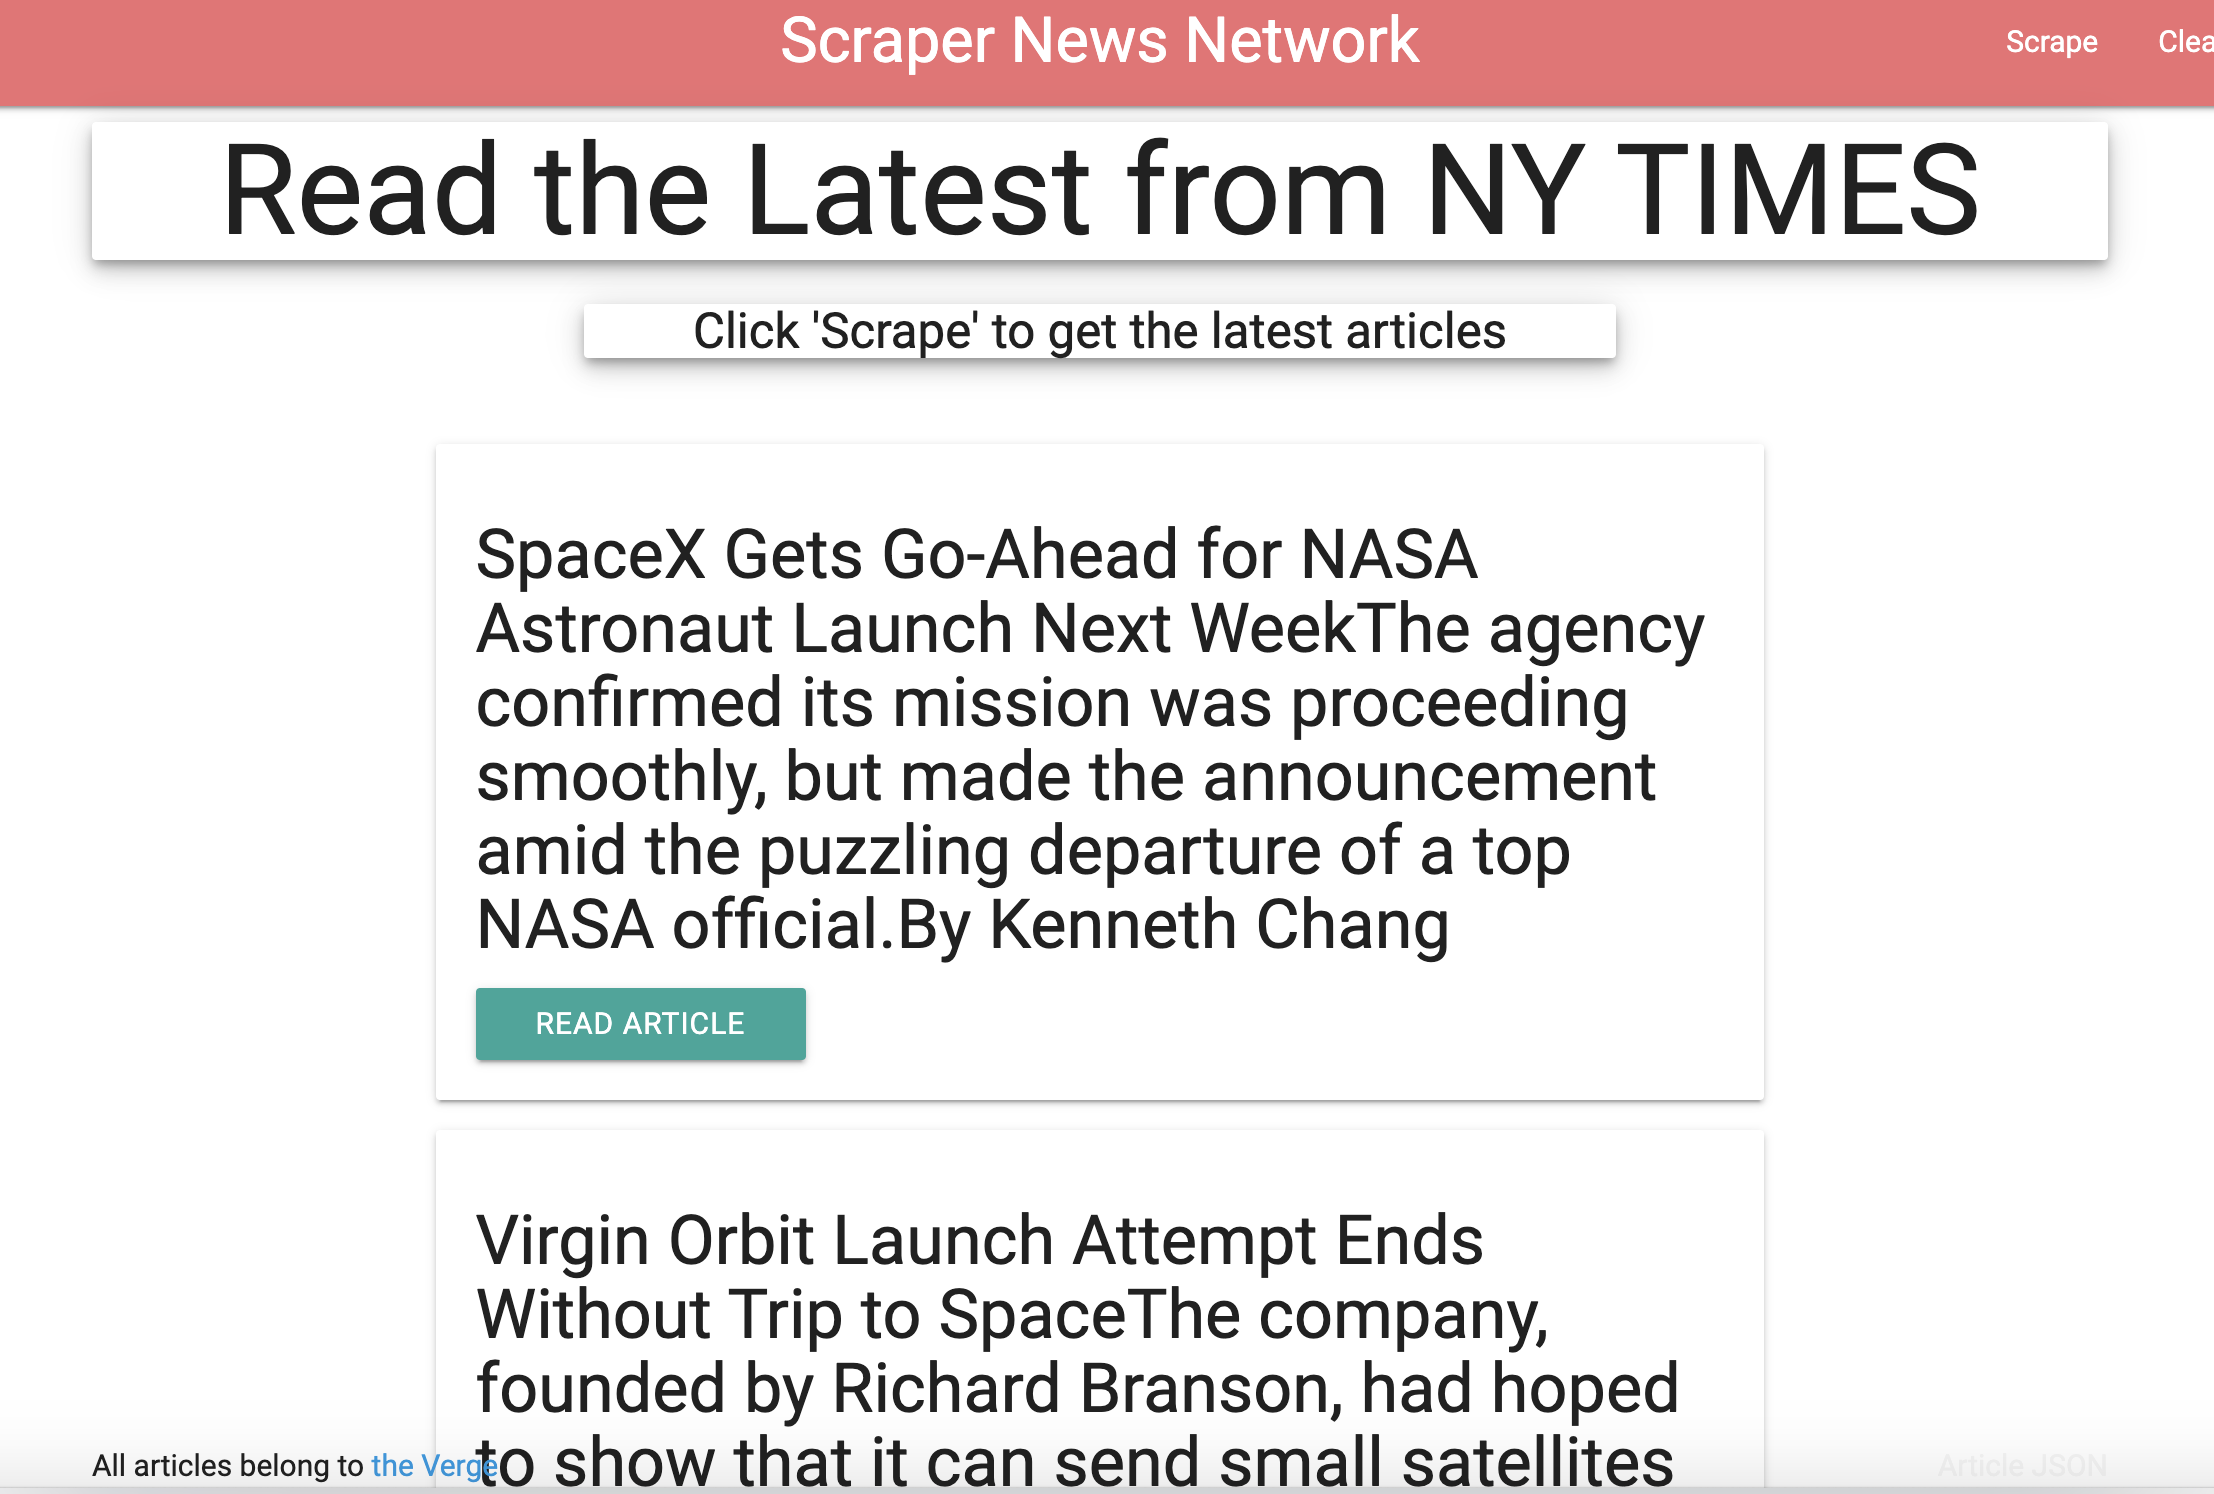 Scraper News Network
Scrape
Clea
Read the Latest from NY TIMES
Click 'Scrape' to get the latest articles
SpaceX Gets Go-Ahead for NASA
Astronaut Launch Next WeekThe agency
confirmed its mission was proceeding
smoothly, but made the announcement
amid the puzzling departure of a top
NASA official.By Kenneth Chang
READ ARTICLE
Virgin Orbit Launch Attempt Ends
Without Trip to SpaceThe company,
founded by Richard Branson, had hoped
to show that it can send small satellites
All articles belong to the Verge
Article JSON